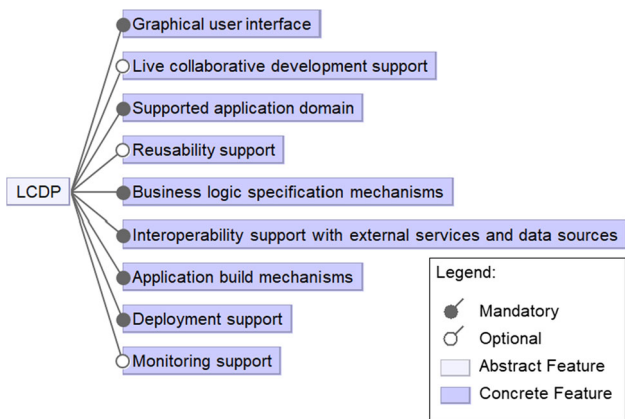 Graphical user interface
Live collaborative development support
Supported application domain
Reusability support
LCDP
Business logic specification mechanisms
Interoperability support with external services and data sources
Application build mechanisms
Deployment support
Monitoring support
Legend:
Mandatory
Optional
Abstract Feature
Concrete Feature